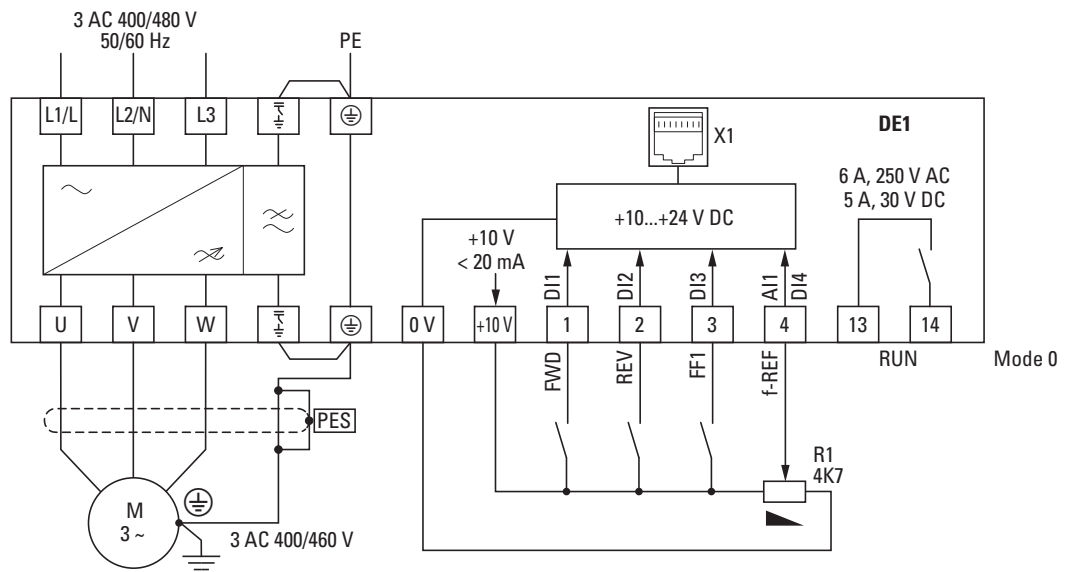 3 AC 400/480 V
50/60 Hz
PE
L1/L
L2/N
L3
DE1
X1
6 A, 250 V AC
5 A, 30 V DC
+10...+24 V DC
+10 V
< 20 mA
DI1
DI2
DI3
AI1
DI4
U
V
W
0 V
+10 V
1
2
3
4
13
14
FWD
REV
FF1
f-REF
RUN
Mode 0
PES
R1
4K7
M
3 ~
3 AC 400/460 V